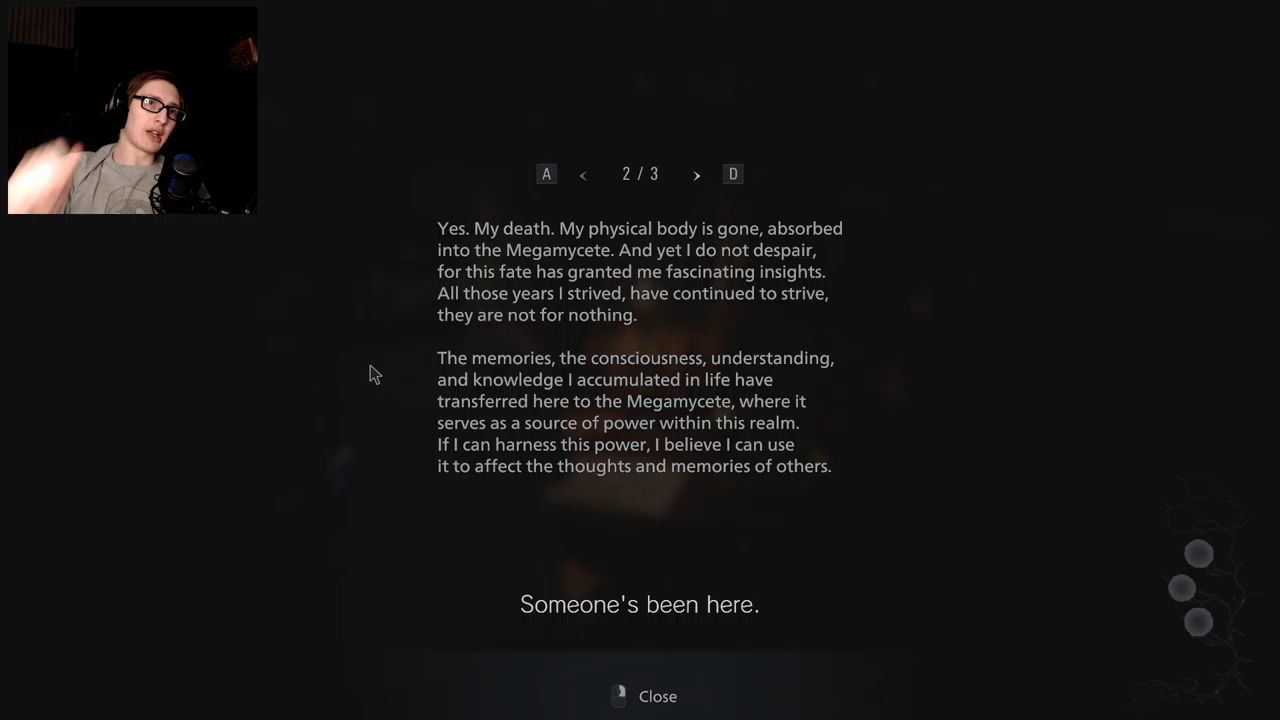 A < 2 / 3 > D
Yes. My death. My physical body is gone, absorbed
into the Megamycete. And yet I do not despair,
for this fate has granted me fascinating insights.
All those years I strived, have continued to strive,
they are not for nothing.
The memories, the consciousness, understanding,
and knowledge I accumulated in life have
transferred here to the Megamycete, where it
serves as a source of power within this realm.
If I can harness this power, I believe I can use
it to affect the thoughts and memories of others.
Someone's been here.
Close